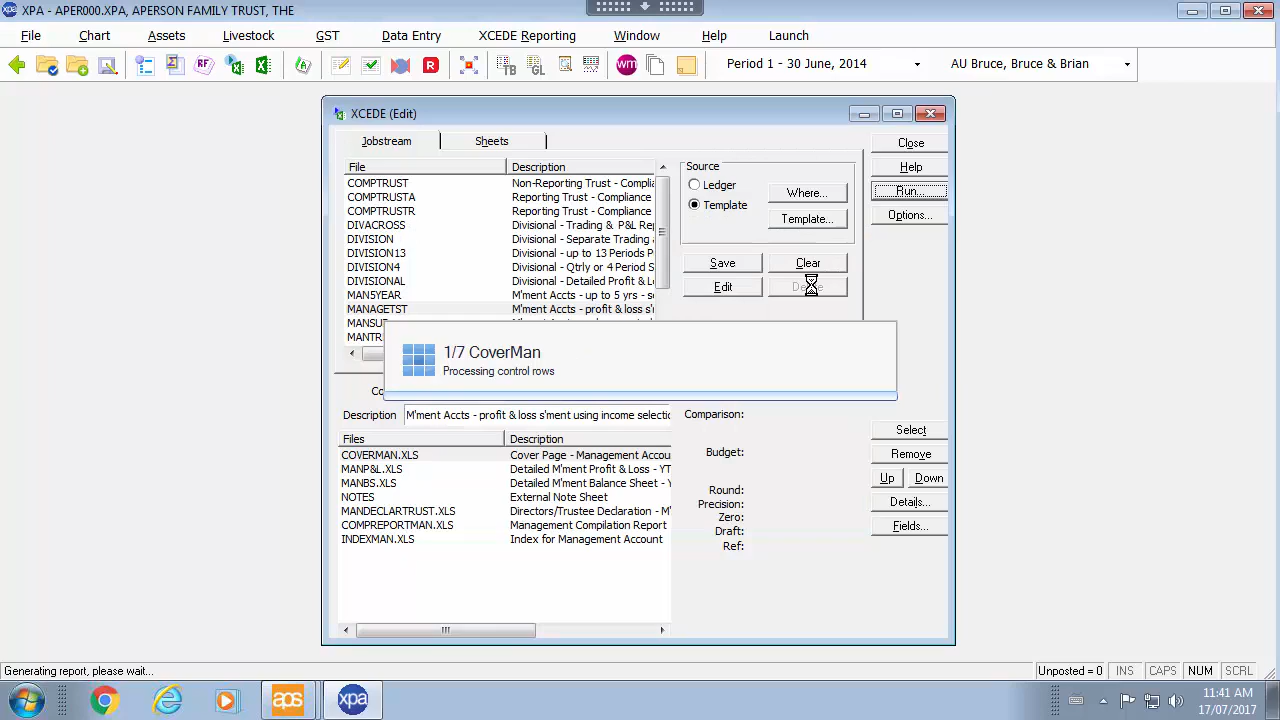 XPA - APER000.XPA, APERSON FAMILY TRUST, THE
File Chart Assets Livestock GST Data Entry XCEDE Reporting Window Help Launch
RF R TB GL wm Period 1 - 30 June, 2014 AU Bruce, Bruce & Brian
XCEDE (Edit)
Jobstream Sheets
Close
Help
Run...
Options...
File Description
COMPTRUST Non-Reporting Trust - Complia
COMPTRUSTA Reporting Trust - Compliance
COMPTRUSTR Reporting Trust - Compliance
DIVACROSS Divisional - Trading & P&L Rep
DIVISION Divisional - Separate Trading &
DIVISION13 Divisional - up to 13 Periods P
DIVISION4 Divisional - Qtrly or 4 Period S
DIVISIONAL Divisional - Detailed Profit & L
MAN5YEAR M'ment Accts - up to 5 yrs - s
MANAGETST M'ment Accts - profit & loss s'
MANSU
MANTR
Source
Ledger
Template
Where...
Template...
Save Clear
Edit
1/7 CoverMan
Processing control rows
Co
Description M'ment Accts - profit & loss s'ment using income selectio
Files Description
COVERMAN.XLS Cover Page - Management Accou
MANP&L.XLS Detailed M'ment Profit & Loss - YT
MANBS.XLS Detailed M'ment Balance Sheet - Y
NOTES External Note Sheet
MANDECLARTRUST.XLS Directors/Trustee Declaration - M'
COMPREPORTMAN.XLS Management Compilation Report
INDEXMAN.XLS Index for Management Account
Comparison:
Budget:
Round:
Precision:
Zero:
Draft:
Ref:
Select
Remove
Up Down
Details...
Fields...
Generating report, please wait... Unposted = 0 INS CAPS NUM SCRL
aps xpa
11:41 AM
17/07/2017